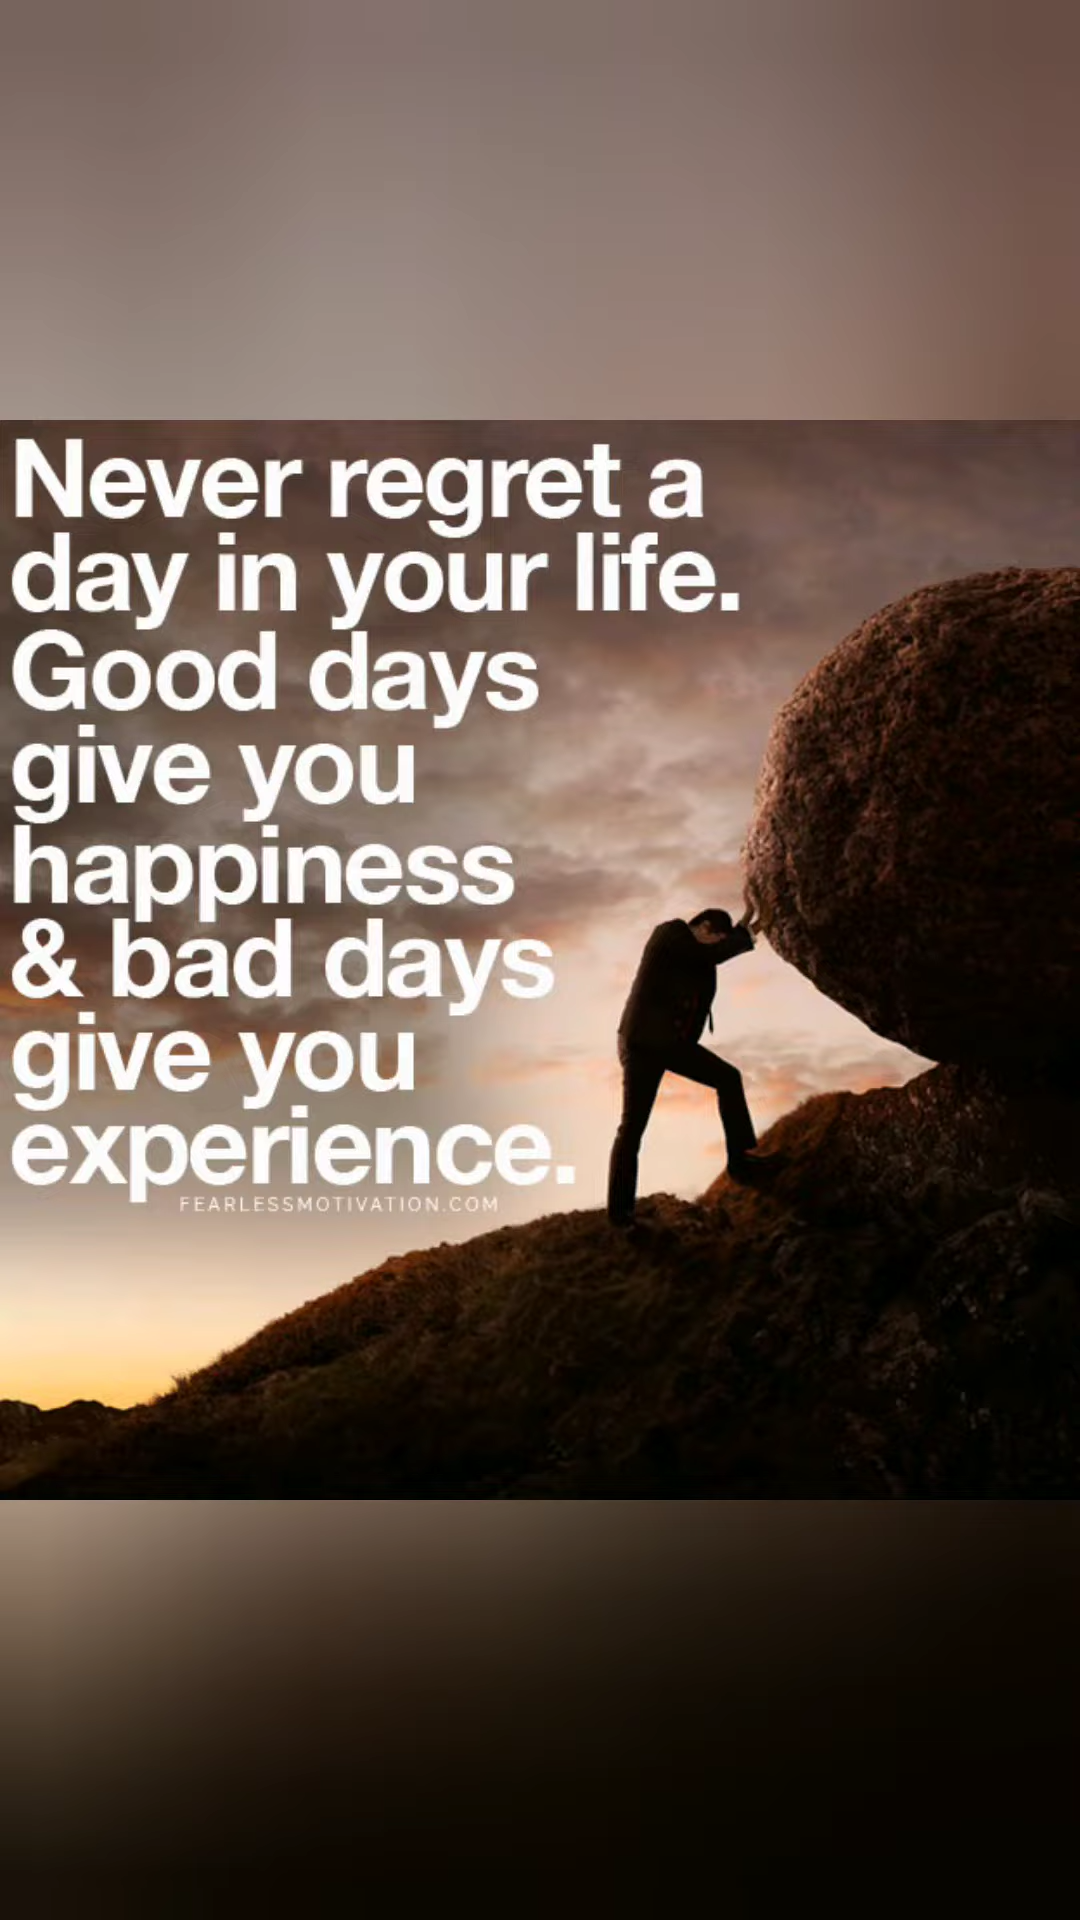 Never regret a
day in your life.
Good days
give you
happiness
& bad days
give you
experience.
FEARLESSMOTIVATION.COM